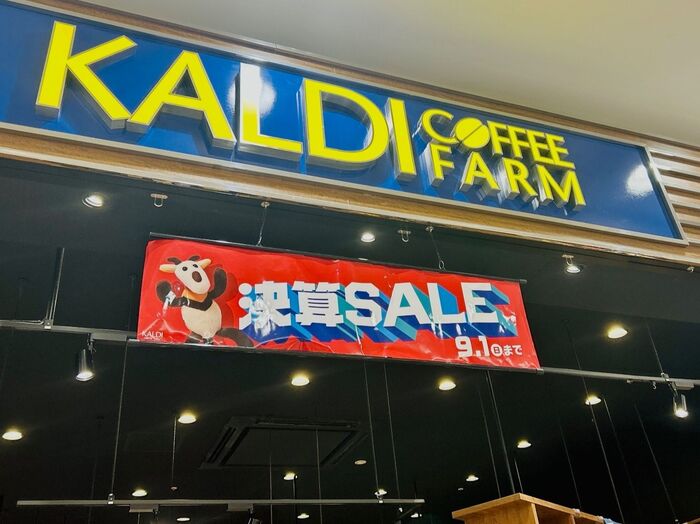 KALDI COFFEE
FARM
決算SALE
9.1(日)まで
KALDI